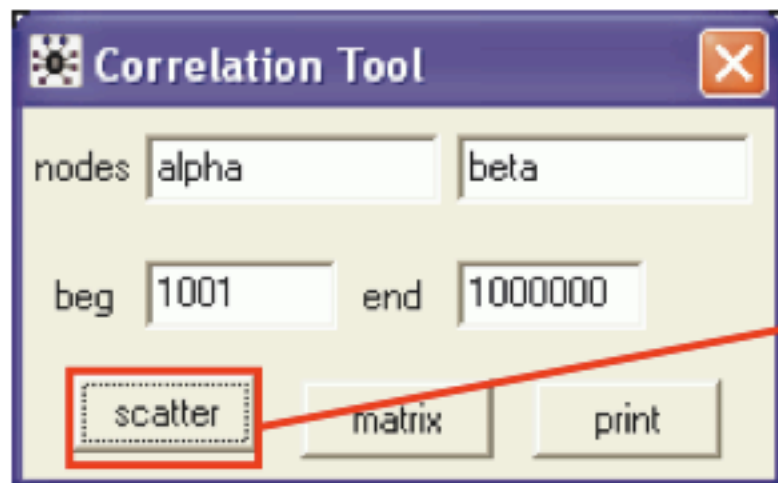 Correlation Tool
nodes alpha beta
beg 1001 end 1000000
scatter matrix print